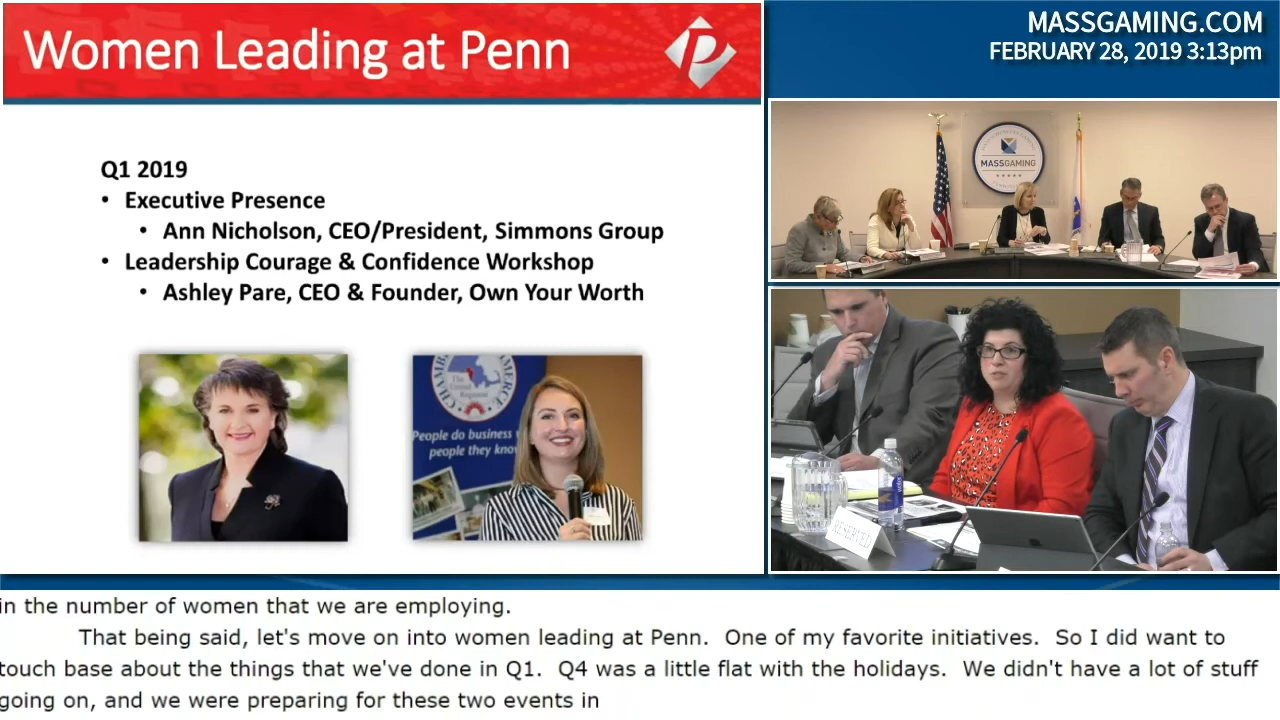 Women Leading at Penn
MASSGAMING.COM
FEBRUARY 28, 2019 3:13pm
Q1 2019
• Executive Presence
• Ann Nicholson, CEO/President, Simmons Group
• Leadership Courage & Confidence Workshop
• Ashley Pare, CEO & Founder, Own Your Worth
MASSGAMING
People do business
people they know
RESERVED
in the number of women that we are employing.
That being said, let's move on into women leading at Penn. One of my favorite initiatives. So I did want to
touch base about the things that we've done in Q1. Q4 was a little flat with the holidays. We didn't have a lot of stuff
going on, and we were preparing for these two events in